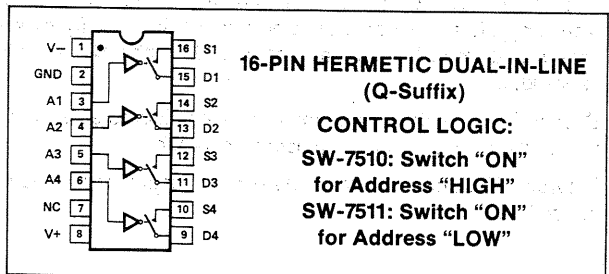 V− 1 16 S1
GND 2 15 D1
A1 3 14 S2
A2 4 13 D2
A3 5 12 S3
A4 6 11 D3
NC 7 10 S4
V+ 8 9 D4
16-PIN HERMETIC DUAL-IN-LINE
(Q-Suffix)
CONTROL LOGIC:
SW-7510: Switch “ON”
for Address “HIGH”
SW-7511: Switch “ON”
for Address “LOW”